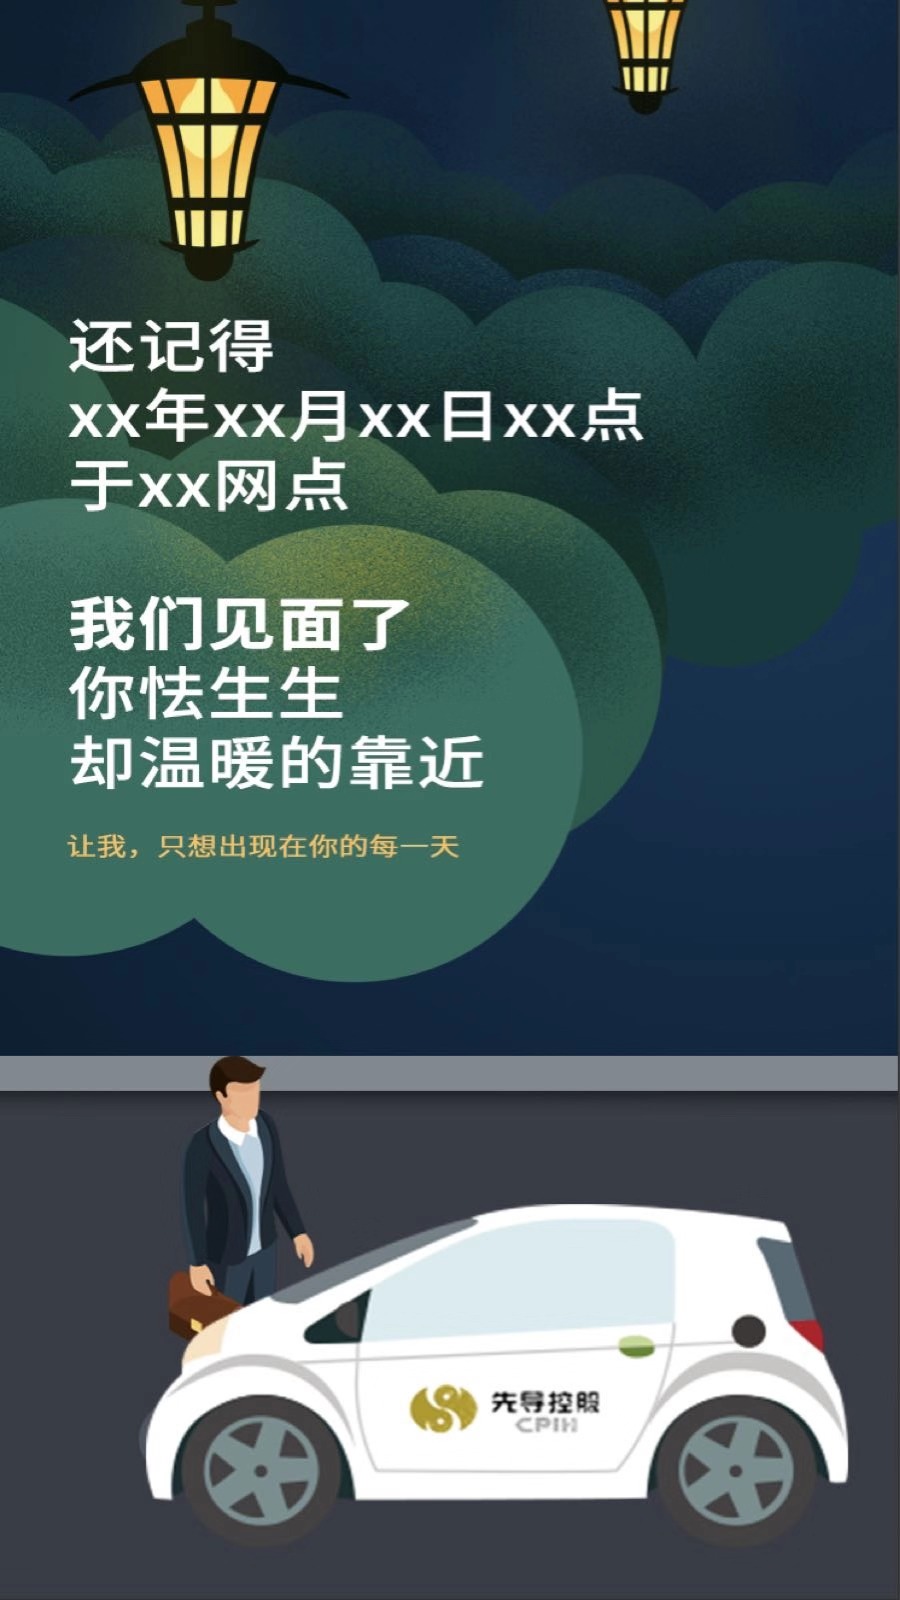 还记得
xx年xx月xx日xx点
于xx网点
我们见面了
你怯生生
却温暖的靠近
让我，只想出现在你的每一天
先导控股
CPIH